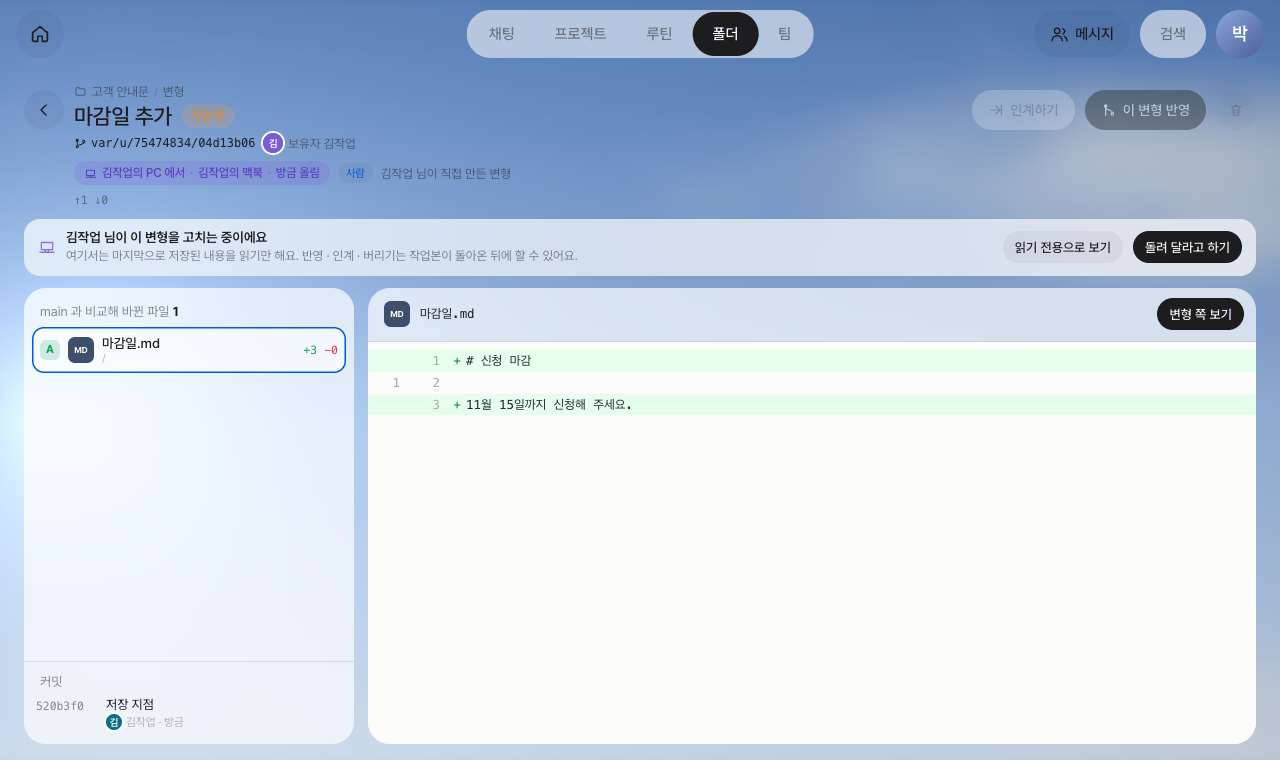 채팅 프로젝트 루틴 폴더 팀 메시지 검색 박
고객 안내문 / 변형
마감일 추가
인계하기 이 변형 반영
var/u/75474834/04d13b06 김 보유자 김작업
김작업의 PC 에서 · 김작업의 맥북 · 방금 올림 사람 김작업 님이 직접 만든 변형
↑1 ↓0
김작업 님이 이 변형을 고치는 중이에요
여기서는 마지막으로 저장된 내용을 읽기만 해요. 반영 · 인계 · 버리기는 작업본이 돌아온 뒤에 할 수 있어요.
읽기 전용으로 보기 돌려 달라고 하기
main 과 비교해 바뀐 파일 1
A MD 마감일.md +3 −0
/
MD 마감일.md 변형 쪽 보기
1 + # 신청 마감
1 2
3 + 11월 15일까지 신청해 주세요.
커밋
520b3f0 저장 지점
김 김작업 · 방금